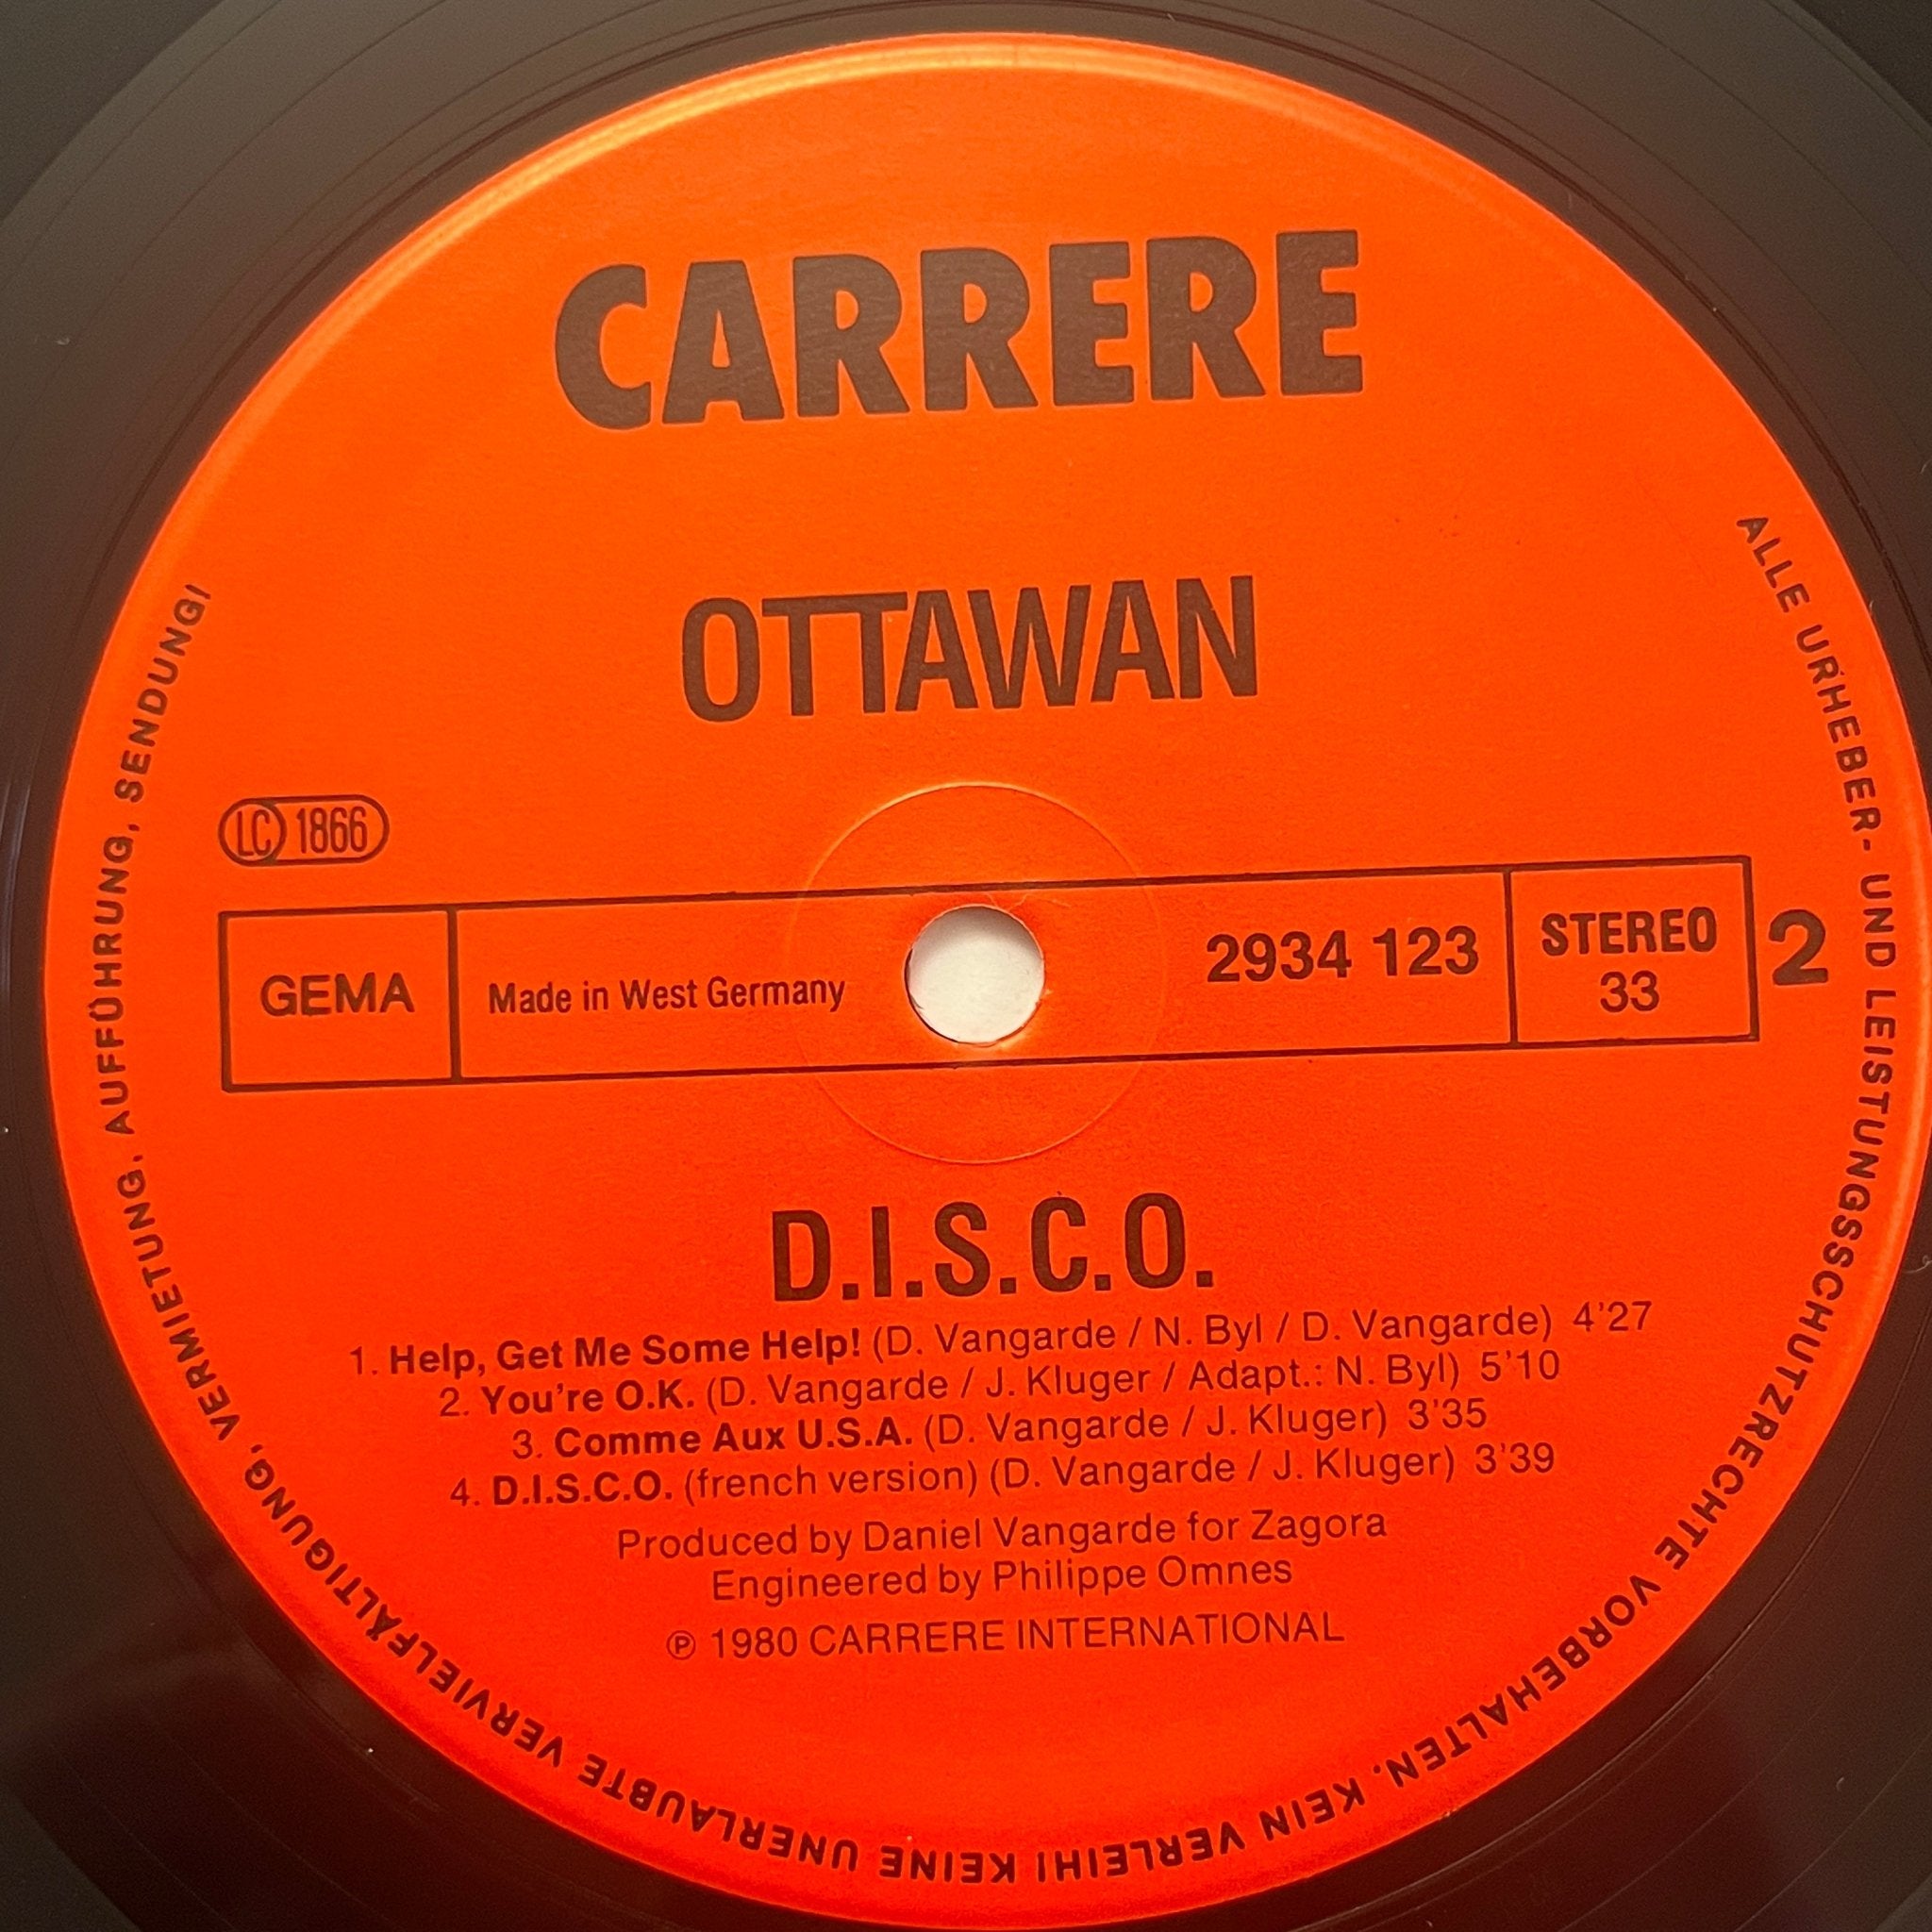 CARRERE
OTTAWAN
LC 1866
GEMA
Made in West Germany
2934 123
STEREO
33
2
D.I.S.C.O.
1. Help, Get Me Some Help! (D. Vangarde / N. Byl / D. Vangarde) 4'27
2. You're O.K. (D. Vangarde / J. Kluger / Adapt.: N. Byl) 5'10
3. Comme Aux U.S.A. (D. Vangarde / J. Kluger) 3'35
4. D.I.S.C.O. (french version) (D. Vangarde / J. Kluger) 3'39
Produced by Daniel Vangarde for Zagora
Engineered by Philippe Omnes
℗ 1980 CARRERE INTERNATIONAL
ALLE URHEBER- UND LEISTUNGSSCHUTZRECHTE VORBEHALTEN. KEIN VERLEIH! KEINE UNERLAUBTE VERVIELFÄLTIGUNG, VERMIETUNG, AUFFÜHRUNG, SENDUNG!